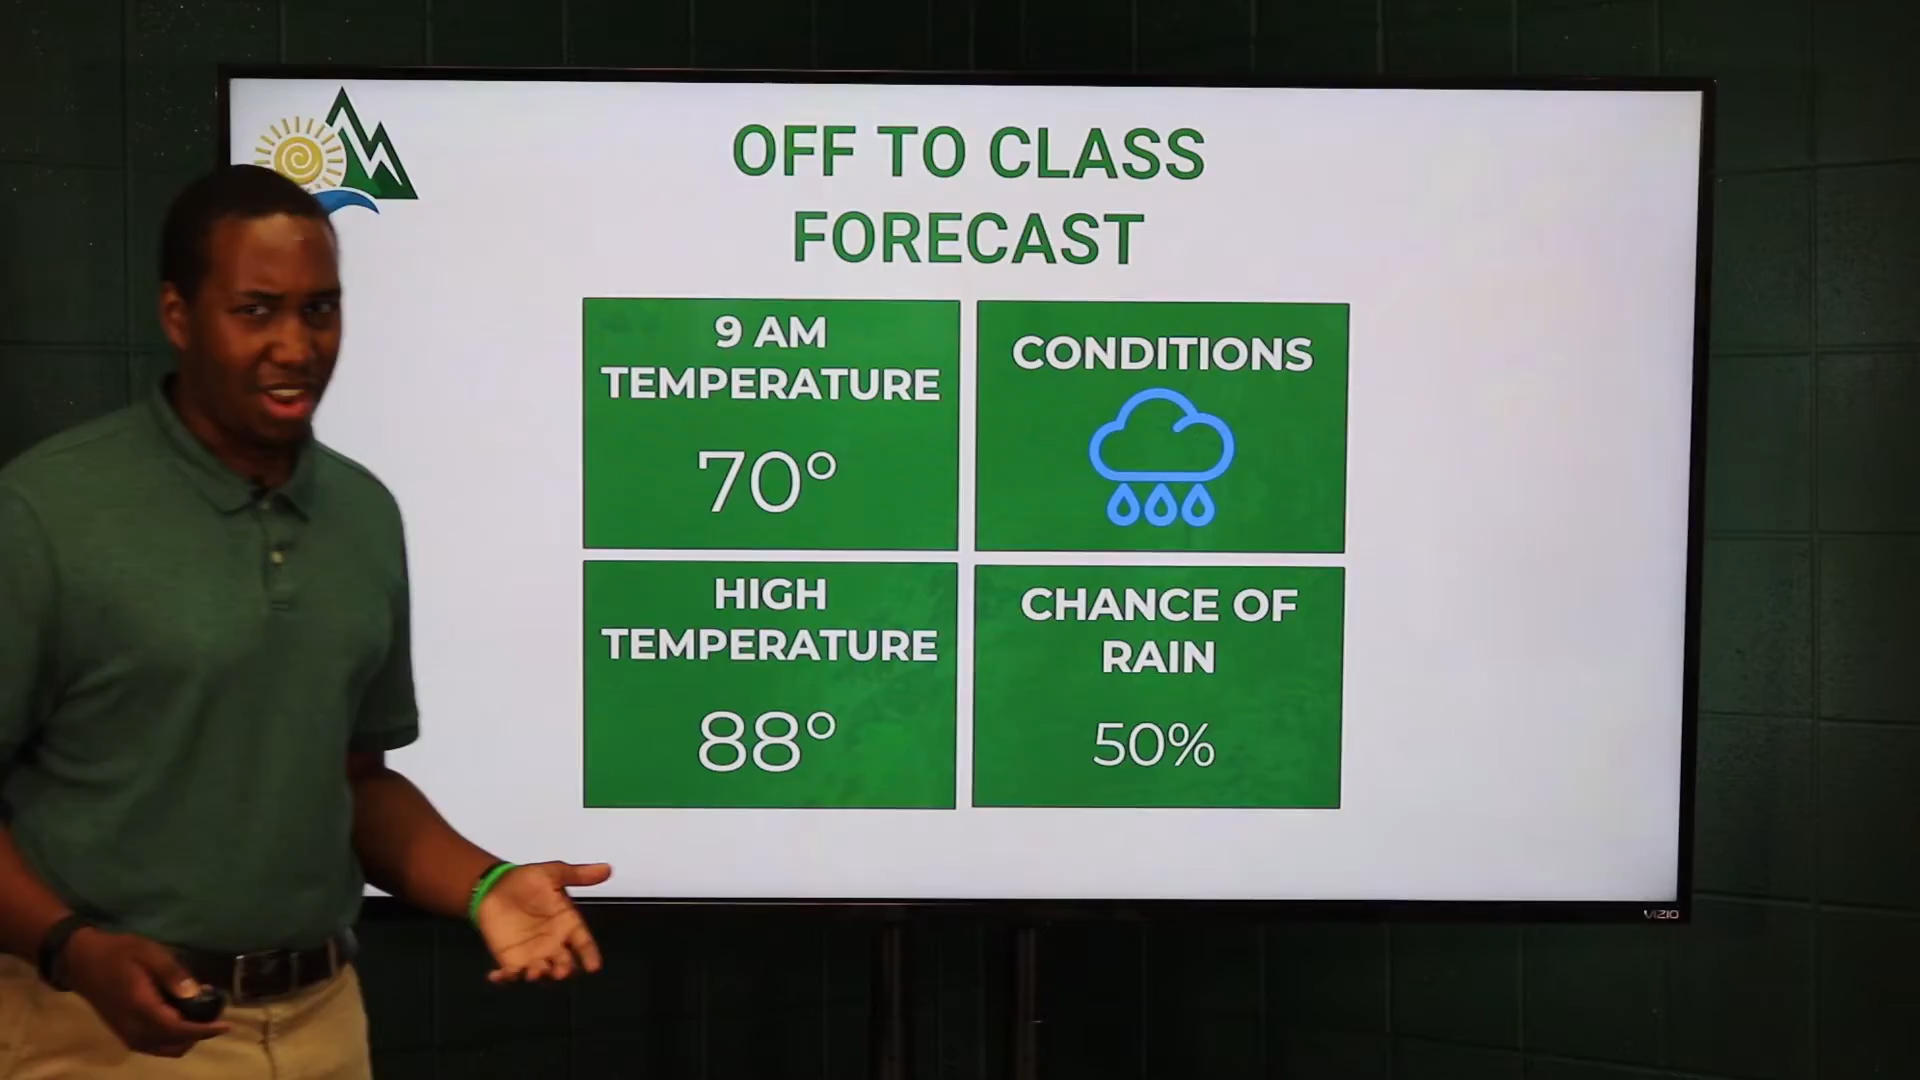 OFF TO CLASS
FORECAST
9 AM
TEMPERATURE
70°
CONDITIONS
HIGH
TEMPERATURE
88°
CHANCE OF
RAIN
50%
VIZIO